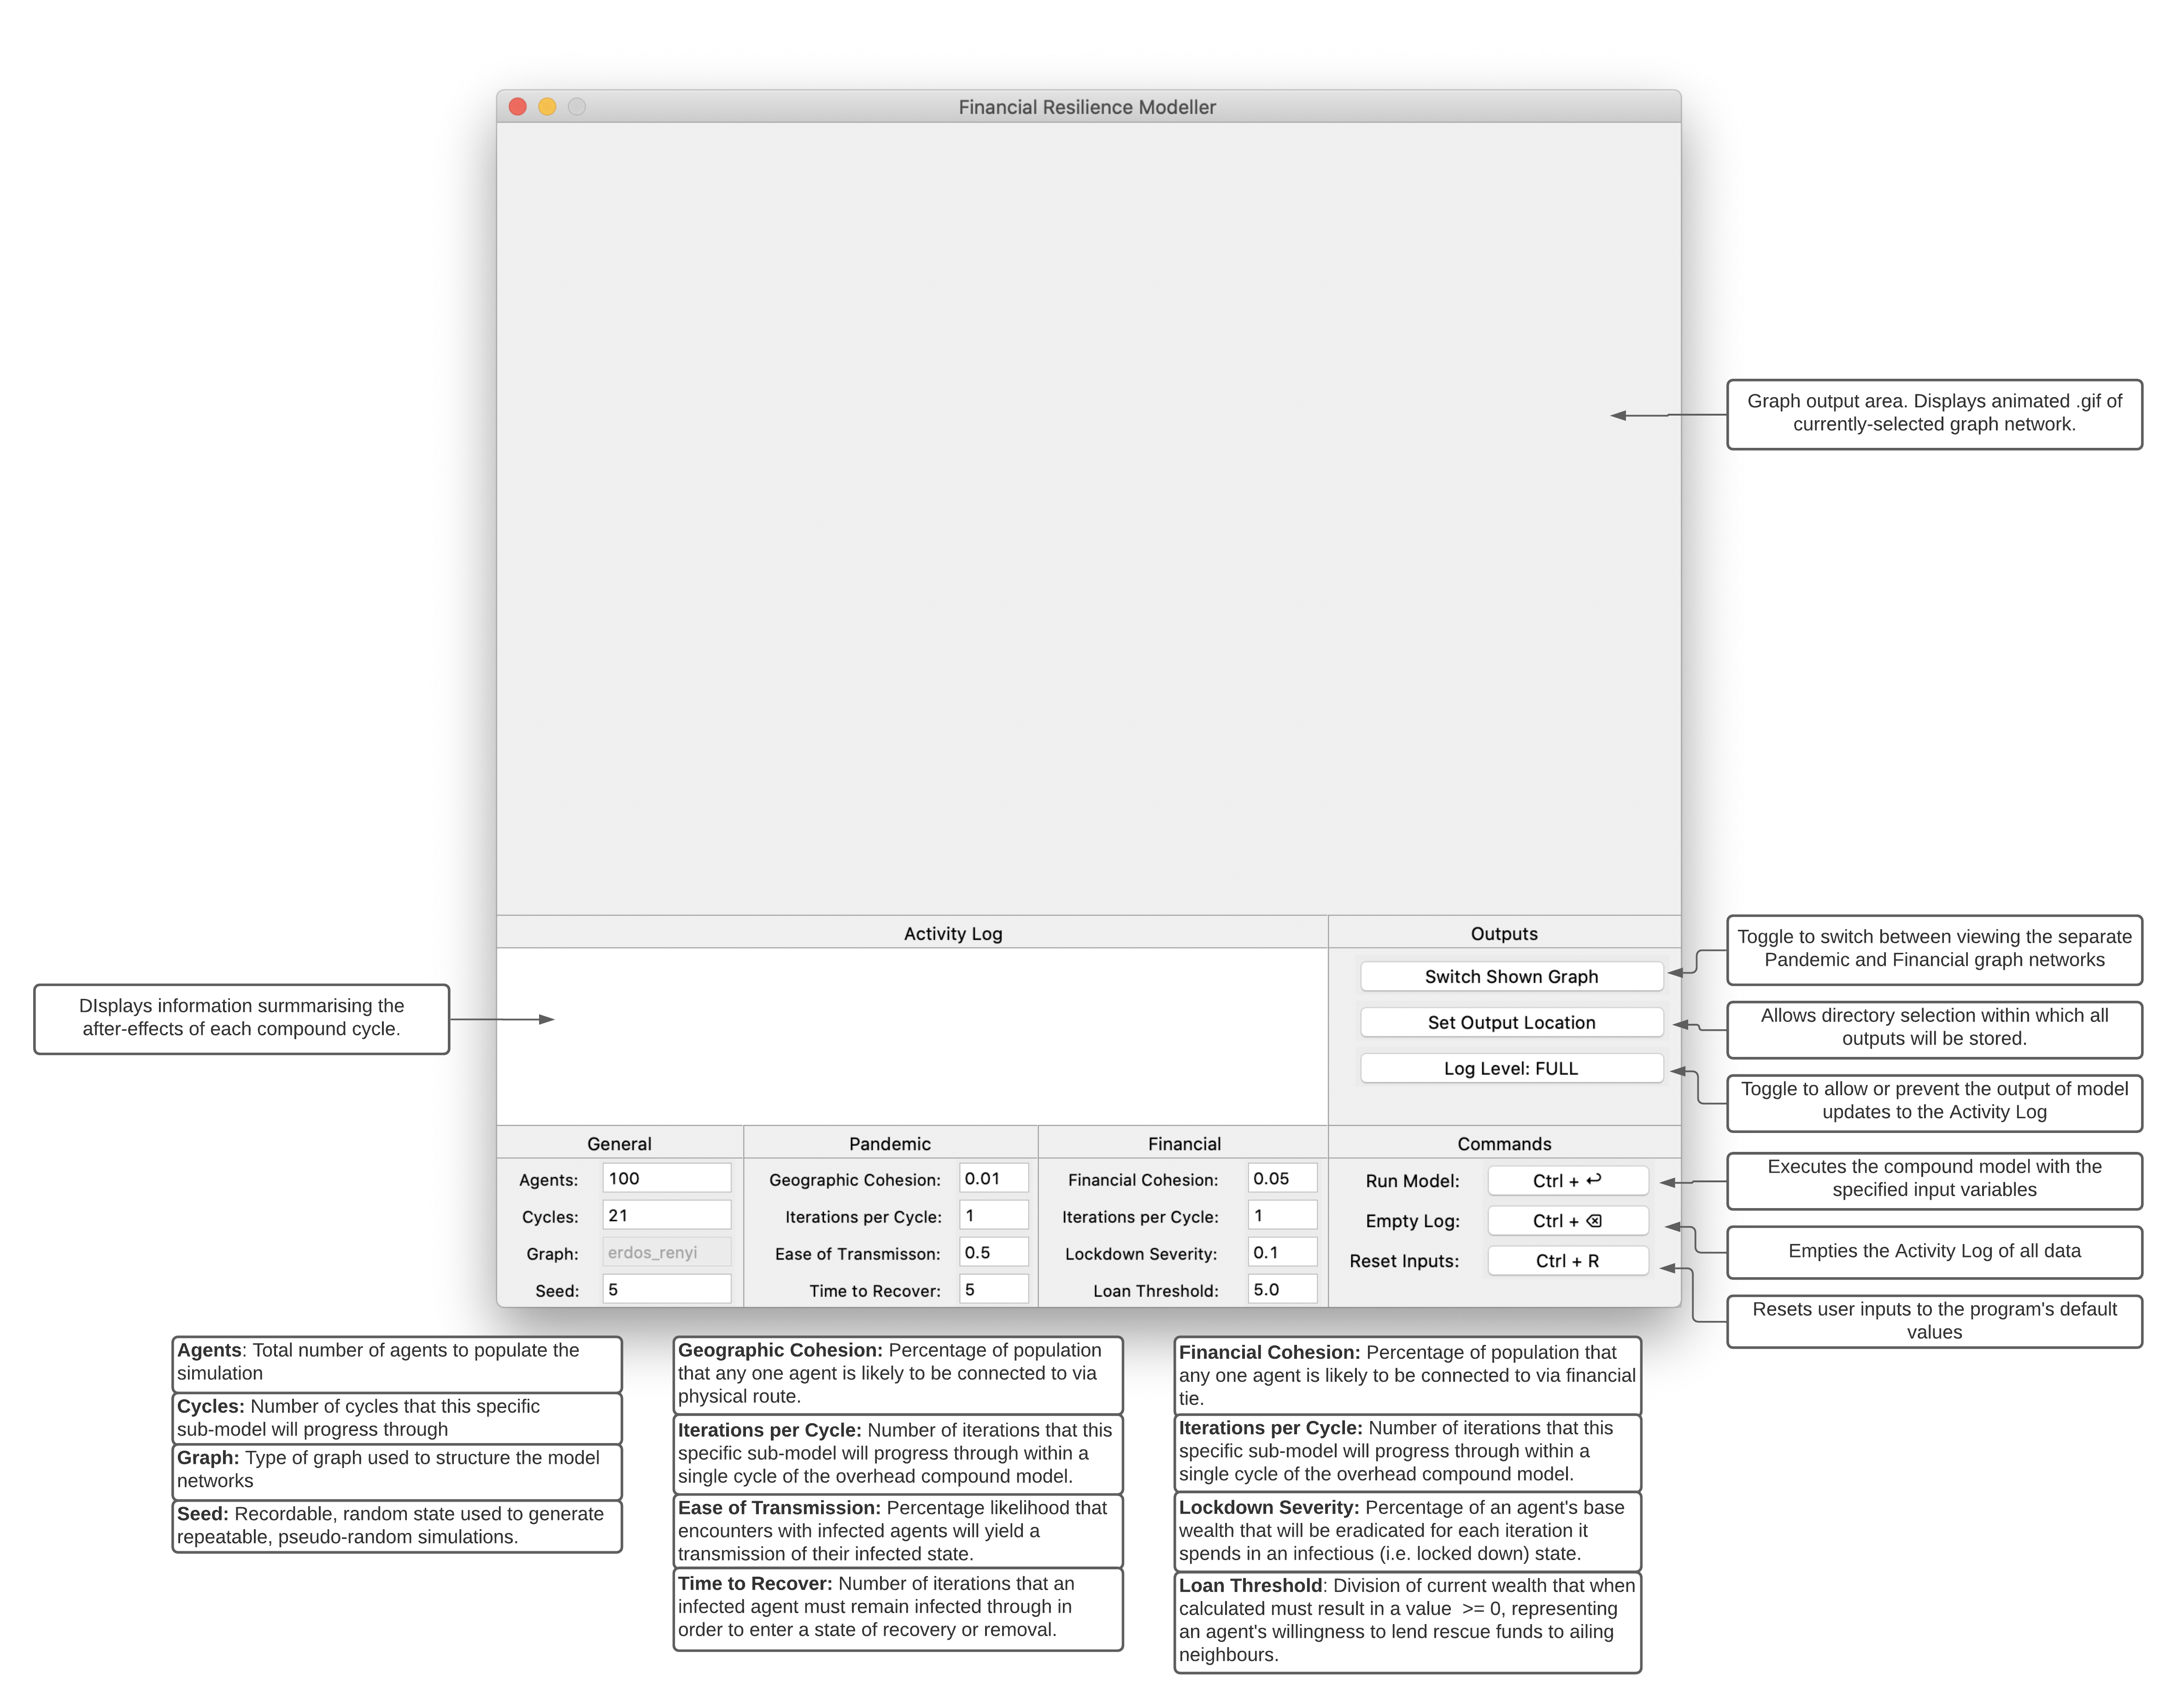 Financial Resilience Modeller
Graph output area. Displays animated .gif of
currently-selected graph network.
Activity Log
Outputs
Switch Shown Graph
Set Output Location
Log Level: FULL
Toggle to switch between viewing the separate
Pandemic and Financial graph networks
Allows directory selection within which all
outputs will be stored.
Toggle to allow or prevent the output of model
updates to the Activity Log
DIsplays information surmmarising the
after-effects of each compound cycle.
General
Agents: 100
Cycles: 21
Graph: erdos_renyi
Seed: 5
Pandemic
Geographic Cohesion: 0.01
Iterations per Cycle: 1
Ease of Transmisson: 0.5
Time to Recover: 5
Financial
Financial Cohesion: 0.05
Iterations per Cycle: 1
Lockdown Severity: 0.1
Loan Threshold: 5.0
Commands
Run Model: Ctrl + ↩
Empty Log: Ctrl + ⌫
Reset Inputs: Ctrl + R
Executes the compound model with the
specified input variables
Empties the Activity Log of all data
Resets user inputs to the program's default
values
Agents: Total number of agents to populate the
simulation
Cycles: Number of cycles that this specific
sub-model will progress through
Graph: Type of graph used to structure the model
networks
Seed: Recordable, random state used to generate
repeatable, pseudo-random simulations.
Geographic Cohesion: Percentage of population
that any one agent is likely to be connected to via
physical route.
Iterations per Cycle: Number of iterations that this
specific sub-model will progress through within a
single cycle of the overhead compound model.
Ease of Transmission: Percentage likelihood that
encounters with infected agents will yield a
transmission of their infected state.
Time to Recover: Number of iterations that an
infected agent must remain infected through in
order to enter a state of recovery or removal.
Financial Cohesion: Percentage of population that
any one agent is likely to be connected to via financial
tie.
Iterations per Cycle: Number of iterations that this
specific sub-model will progress through within a
single cycle of the overhead compound model.
Lockdown Severity: Percentage of an agent's base
wealth that will be eradicated for each iteration it
spends in an infectious (i.e. locked down) state.
Loan Threshold: Division of current wealth that when
calculated must result in a value  >= 0, representing
an agent's willingness to lend rescue funds to ailing
neighbours.